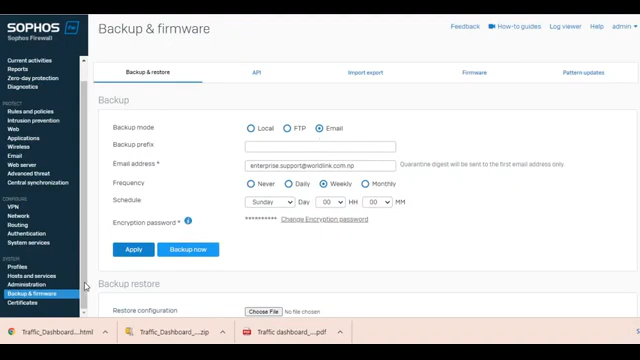 SOPHOS
Sophos Firewall
Backup & firmware
Feedback
How-to guides
Log viewer
Help
admin
Current activities
Reports
Zero-day protection
Diagnostics
PROTECT
Rules and policies
Intrusion prevention
Web
Applications
Wireless
Email
Web server
Advanced threat
Central synchronization
CONFIGURE
VPN
Network
Routing
Authentication
System services
SYSTEM
Profiles
Hosts and services
Administration
Backup & firmware
Certificates
Backup & restore
API
Import export
Firmware
Pattern updates
Backup
Backup mode
Local
FTP
Email
Backup prefix
Email address *
enterprise.support@worldlink.com.np
Quarantine digest will be sent to the first email address only.
Frequency
Never
Daily
Weekly
Monthly
Schedule
Sunday
Day
00
HH
00
MM
Encryption password *
**********
Change Encryption password
Apply
Backup now
Backup restore
Restore configuration
Choose File
No file chosen
Traffic_Dashboard....html
Traffic_Dashboard_....zip
Traffic dashboard_....pdf